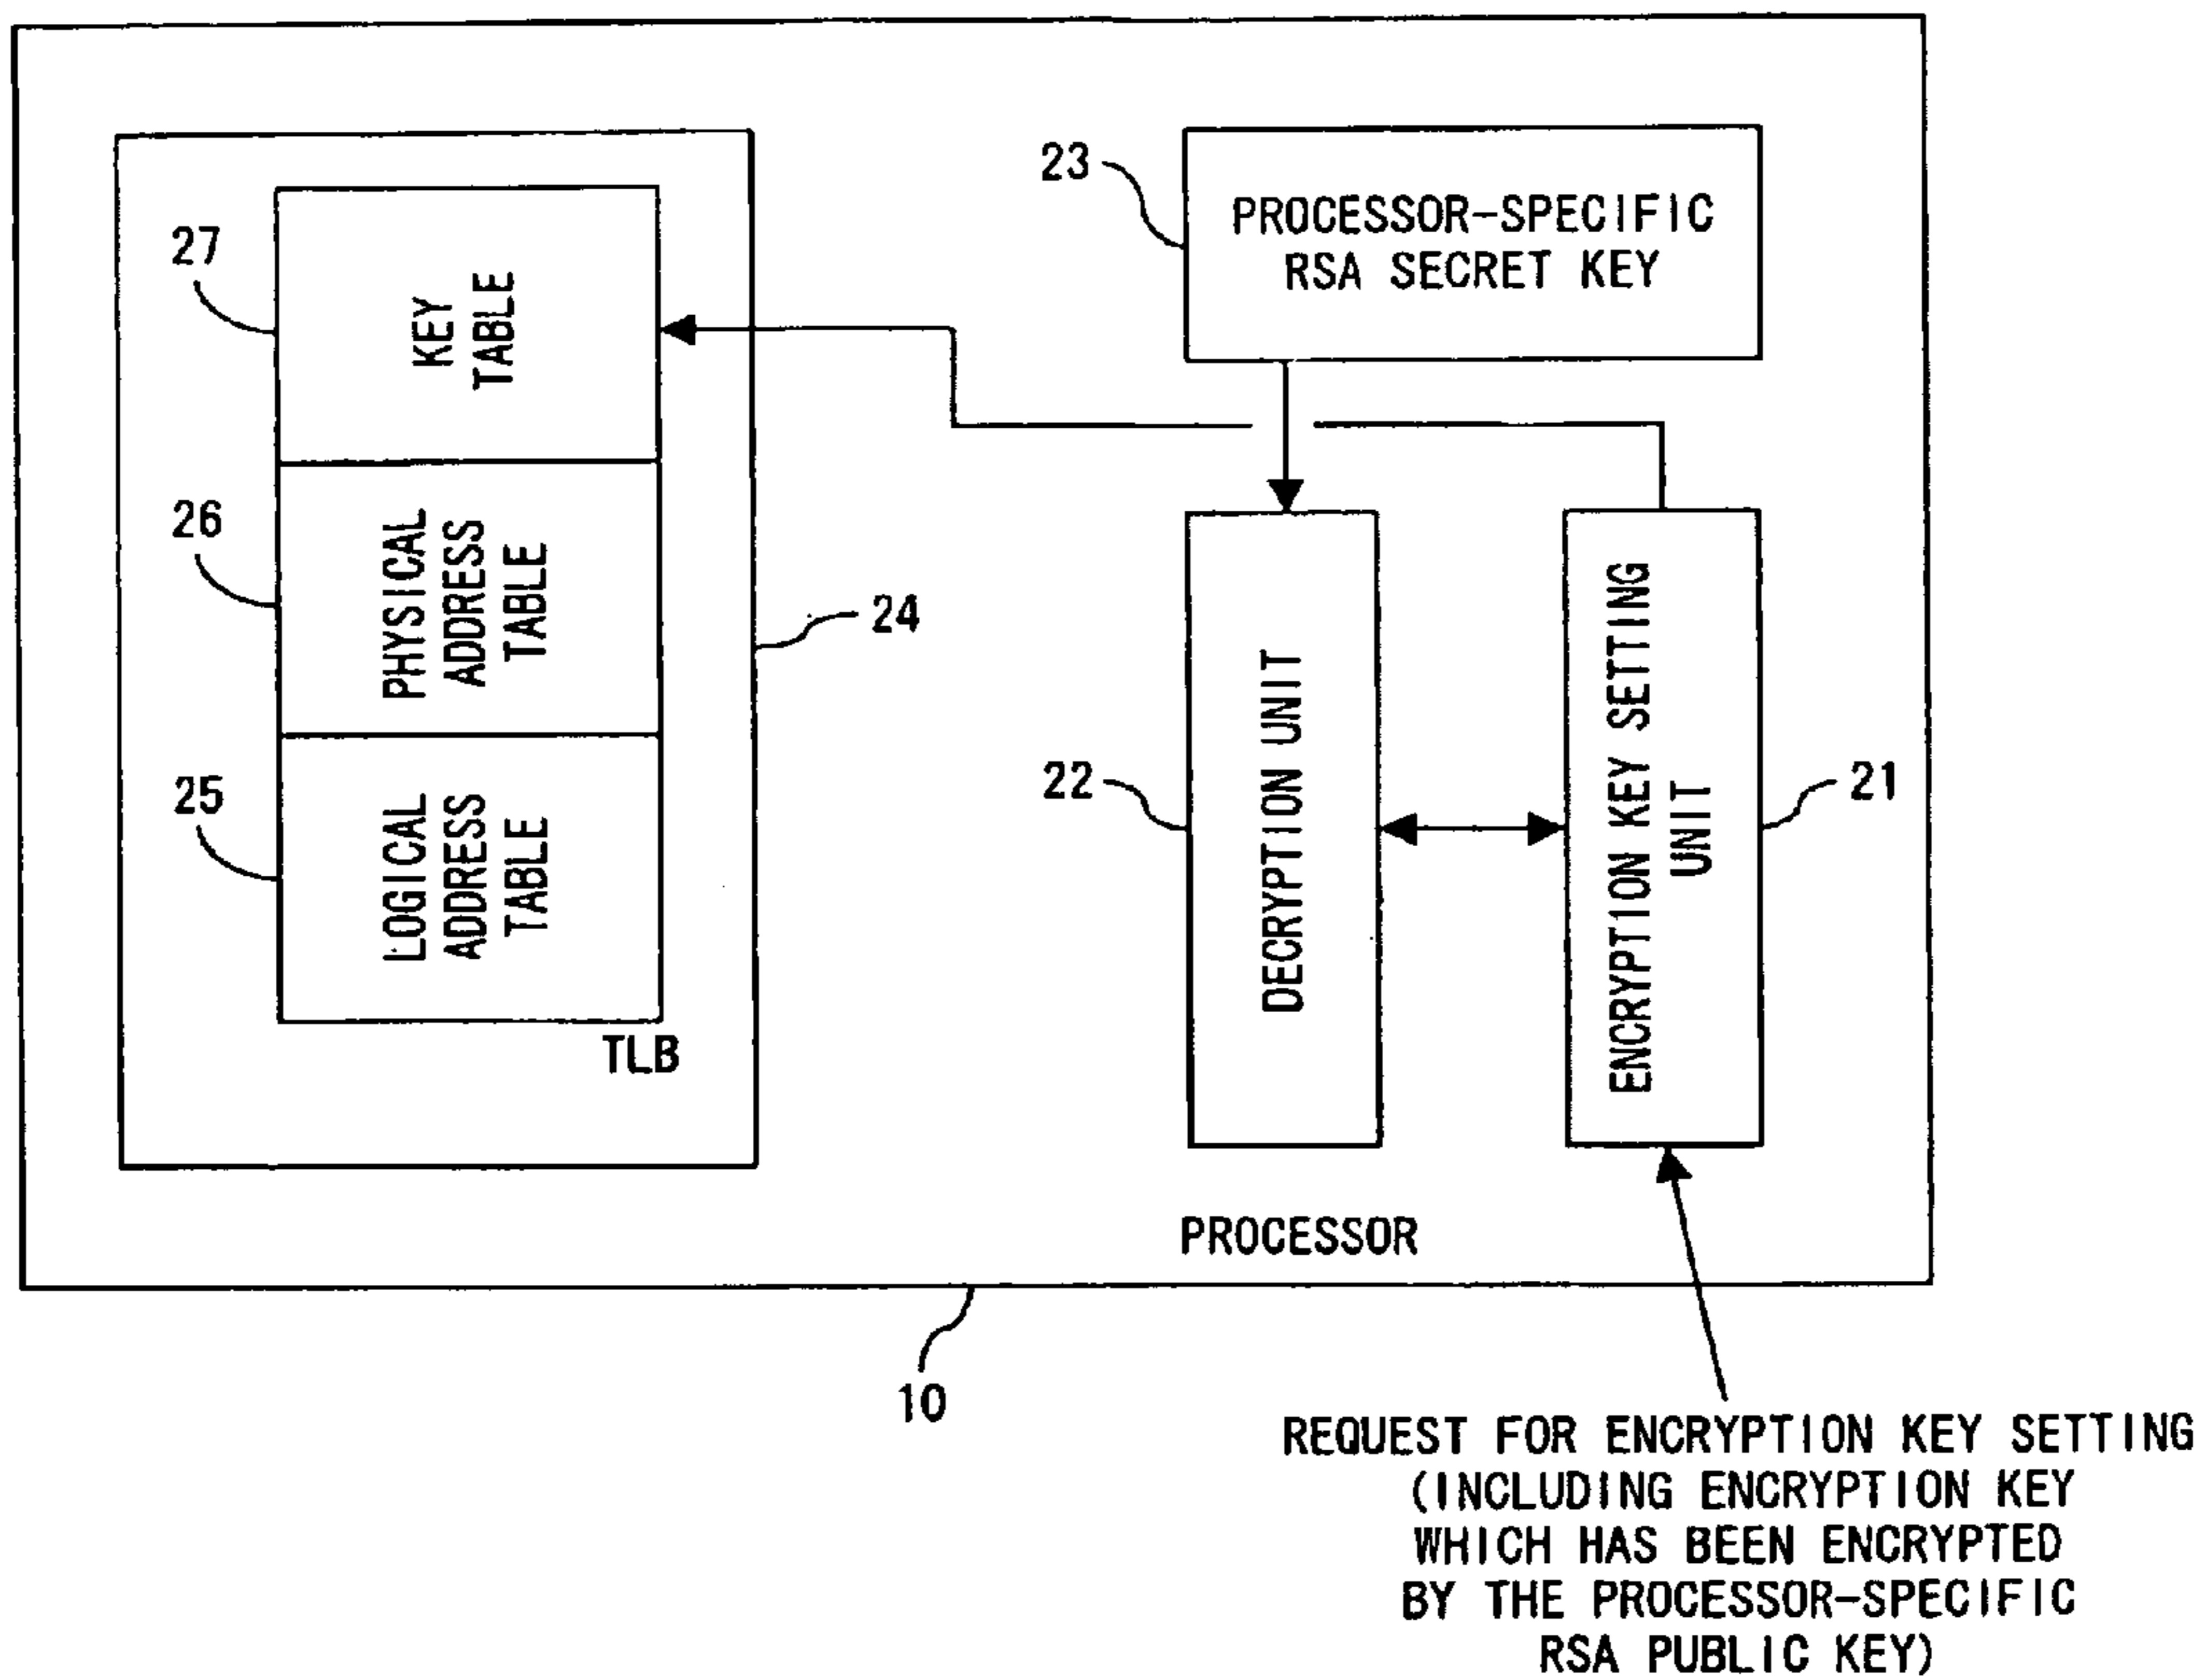 23
PROCESSOR-SPECIFIC
RSA SECRET KEY
27
KEY
TABLE
26
PHYSICAL
ADDRESS
TABLE
24
25
LOGICAL
ADDRESS
TABLE
TLB
22
DECRYPTION UNIT
ENCRYPTION KEY SETTING
UNIT
21
PROCESSOR
10
REQUEST FOR ENCRYPTION KEY SETTING
(INCLUDING ENCRYPTION KEY
WHICH HAS BEEN ENCRYPTED
BY THE PROCESSOR-SPECIFIC
RSA PUBLIC KEY)